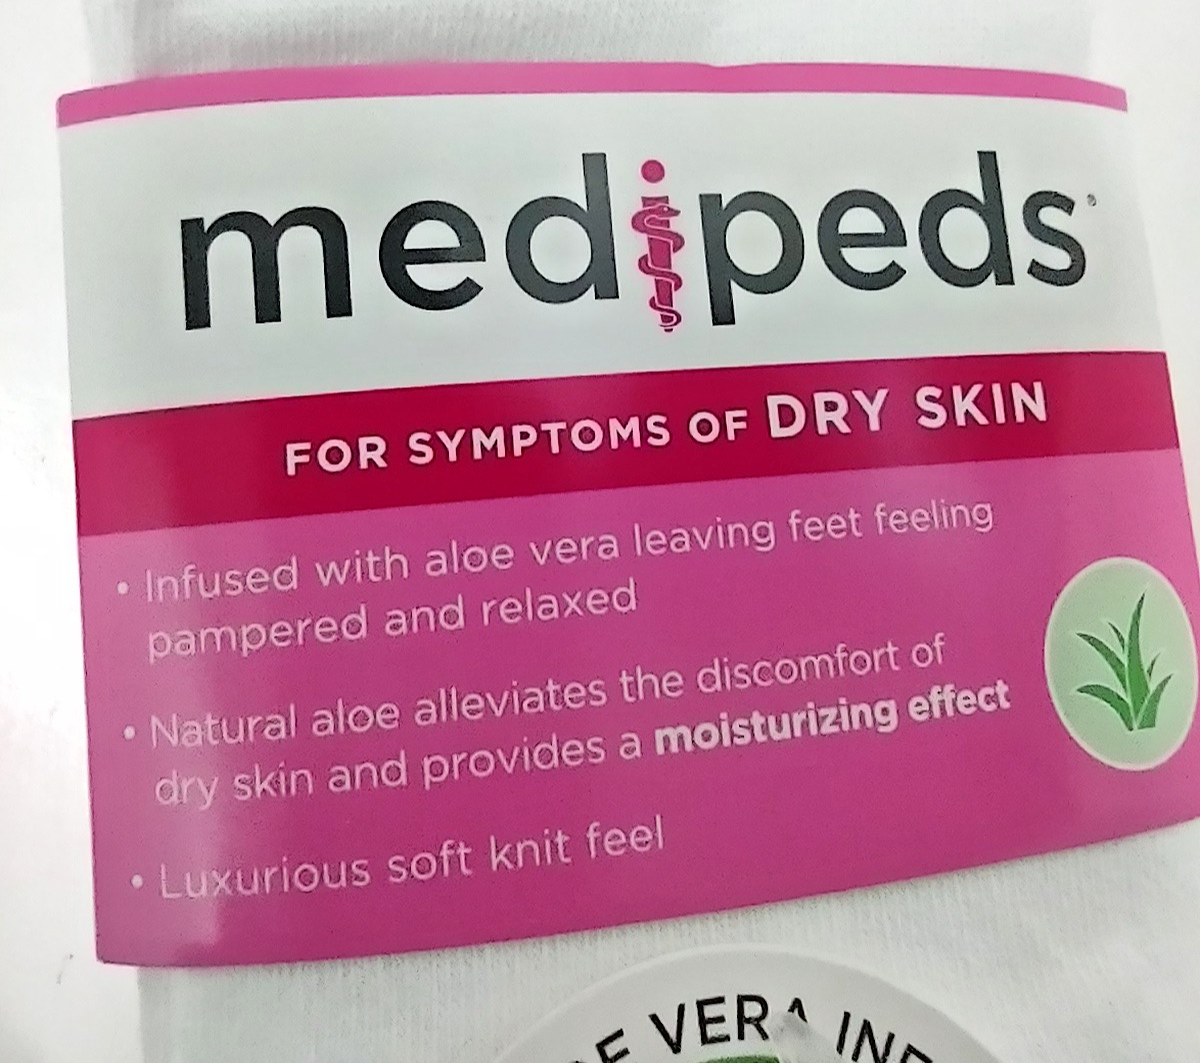 medipeds
FOR SYMPTOMS OF DRY SKIN
• Infused with aloe vera leaving feet feeling
pampered and relaxed
• Natural aloe alleviates the discomfort of
dry skin and provides a moisturizing effect
• Luxurious soft knit feel
VERA